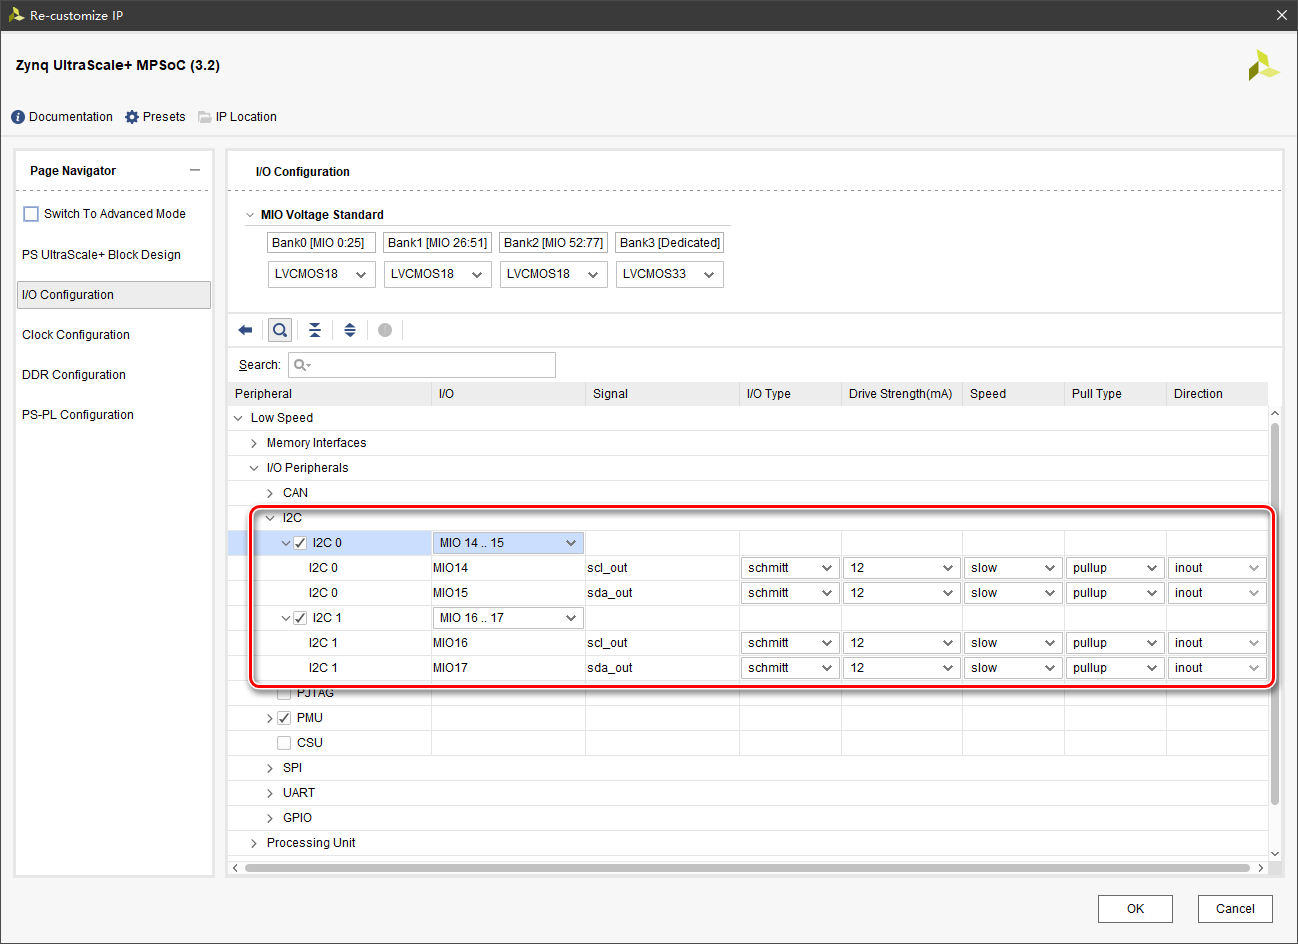 Re-customize IP
Zynq UltraScale+ MPSoC (3.2)
Documentation Presets IP Location
Page Navigator
Switch To Advanced Mode
PS UltraScale+ Block Design
I/O Configuration
Clock Configuration
DDR Configuration
PS-PL Configuration
I/O Configuration
MIO Voltage Standard
Bank0 [MIO 0:25] Bank1 [MIO 26:51] Bank2 [MIO 52:77] Bank3 [Dedicated]
LVCMOS18 LVCMOS18 LVCMOS18 LVCMOS33
Search:
Peripheral I/O Signal I/O Type Drive Strength(mA) Speed Pull Type Direction
Low Speed
Memory Interfaces
I/O Peripherals
CAN
I2C
I2C 0 MIO 14 .. 15
I2C 0 MIO14 scl_out schmitt 12 slow pullup inout
I2C 0 MIO15 sda_out schmitt 12 slow pullup inout
I2C 1 MIO 16 .. 17
I2C 1 MIO16 scl_out schmitt 12 slow pullup inout
I2C 1 MIO17 sda_out schmitt 12 slow pullup inout
PJTAG
PMU
CSU
SPI
UART
GPIO
Processing Unit
OK Cancel